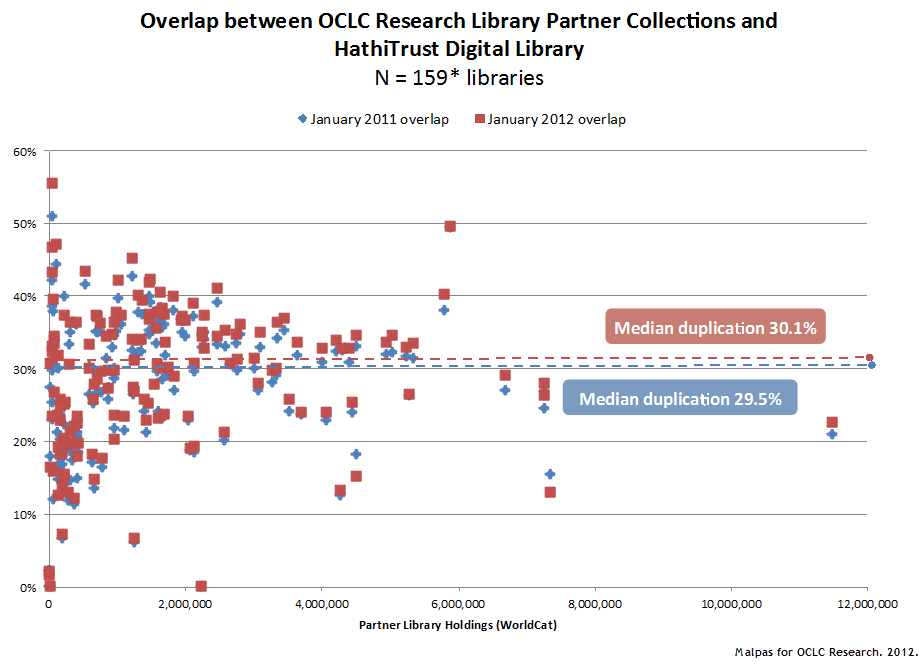 Overlap between OCLC Research Library Partner Collections and
HathiTrust Digital Library
N = 159* libraries
January 2011 overlap January 2012 overlap
60%
50%
40%
30%
20%
10%
0%
Median duplication 30.1%
Median duplication 29.5%
0 2,000,000 4,000,000 6,000,000 8,000,000 10,000,000 12,000,000
Partner Library Holdings (WorldCat)
Malpas for OCLC Research. 2012.